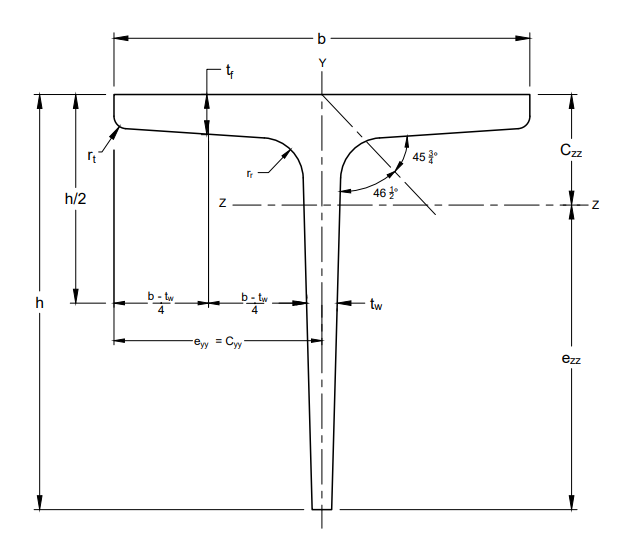 b
Y
t_f
r_t
r_r
45 3/4°
46 1/2°
C_zz
h/2
Z
Z
h
b - t_w
4
b - t_w
4
t_w
e_yy = C_yy
e_zz